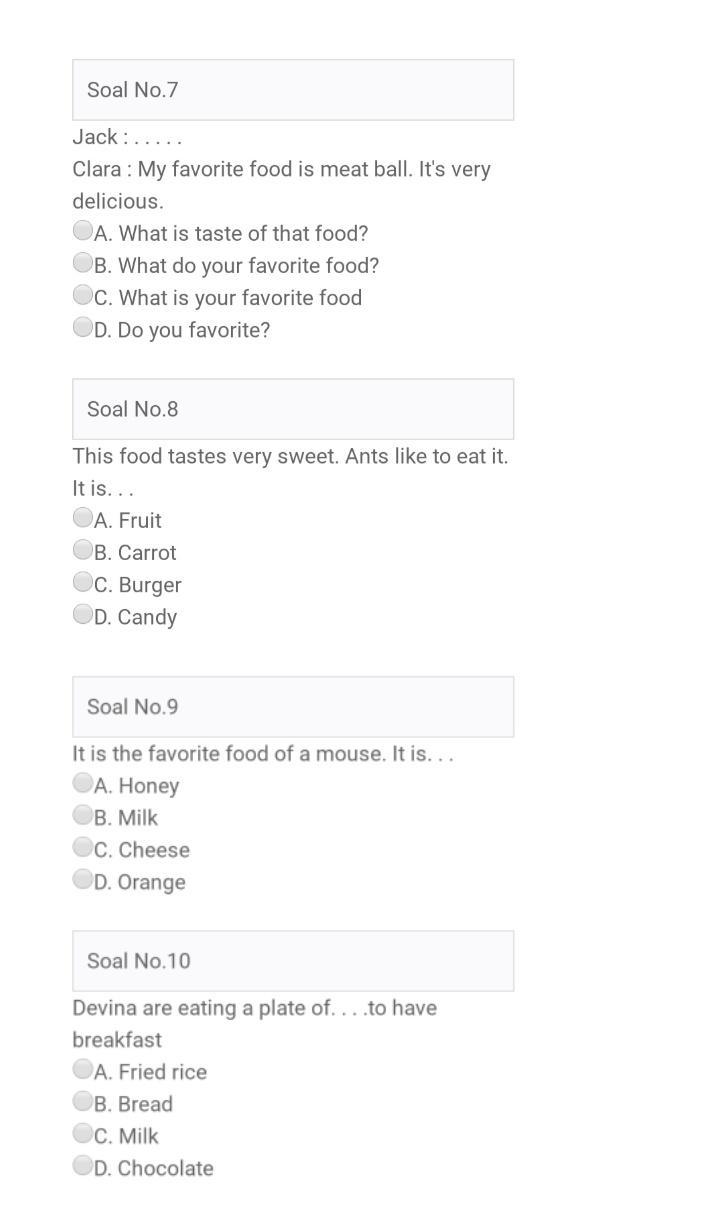 Soal No.7
Jack : . . . . .
Clara : My favorite food is meat ball. It's very
delicious.
A. What is taste of that food?
B. What do your favorite food?
C. What is your favorite food
D. Do you favorite?
Soal No.8
This food tastes very sweet. Ants like to eat it.
It is. . .
A. Fruit
B. Carrot
C. Burger
D. Candy
Soal No.9
It is the favorite food of a mouse. It is. . .
A. Honey
B. Milk
C. Cheese
D. Orange
Soal No.10
Devina are eating a plate of. . . .to have
breakfast
A. Fried rice
B. Bread
C. Milk
D. Chocolate